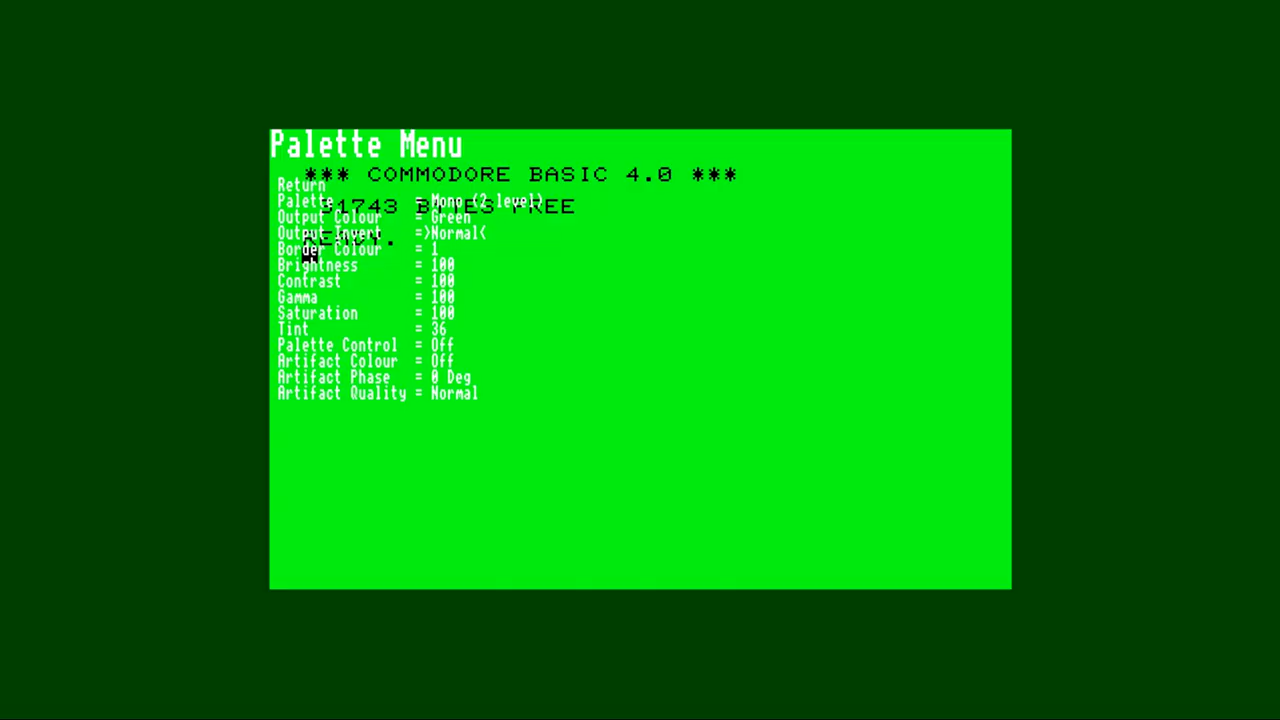 Palette Menu
*** COMMODORE BASIC 4.0 ***
Return
Palette = Mono (2 level)
31743 BYTES FREE
Output Colour = Green
Output Invert =>Normal<
READY.
Border Colour = 1
Brightness = 100
Contrast = 100
Gamma = 100
Saturation = 100
Tint = 36
Palette Control = Off
Artifact Colour = Off
Artifact Phase = 0 Deg
Artifact Quality = Normal